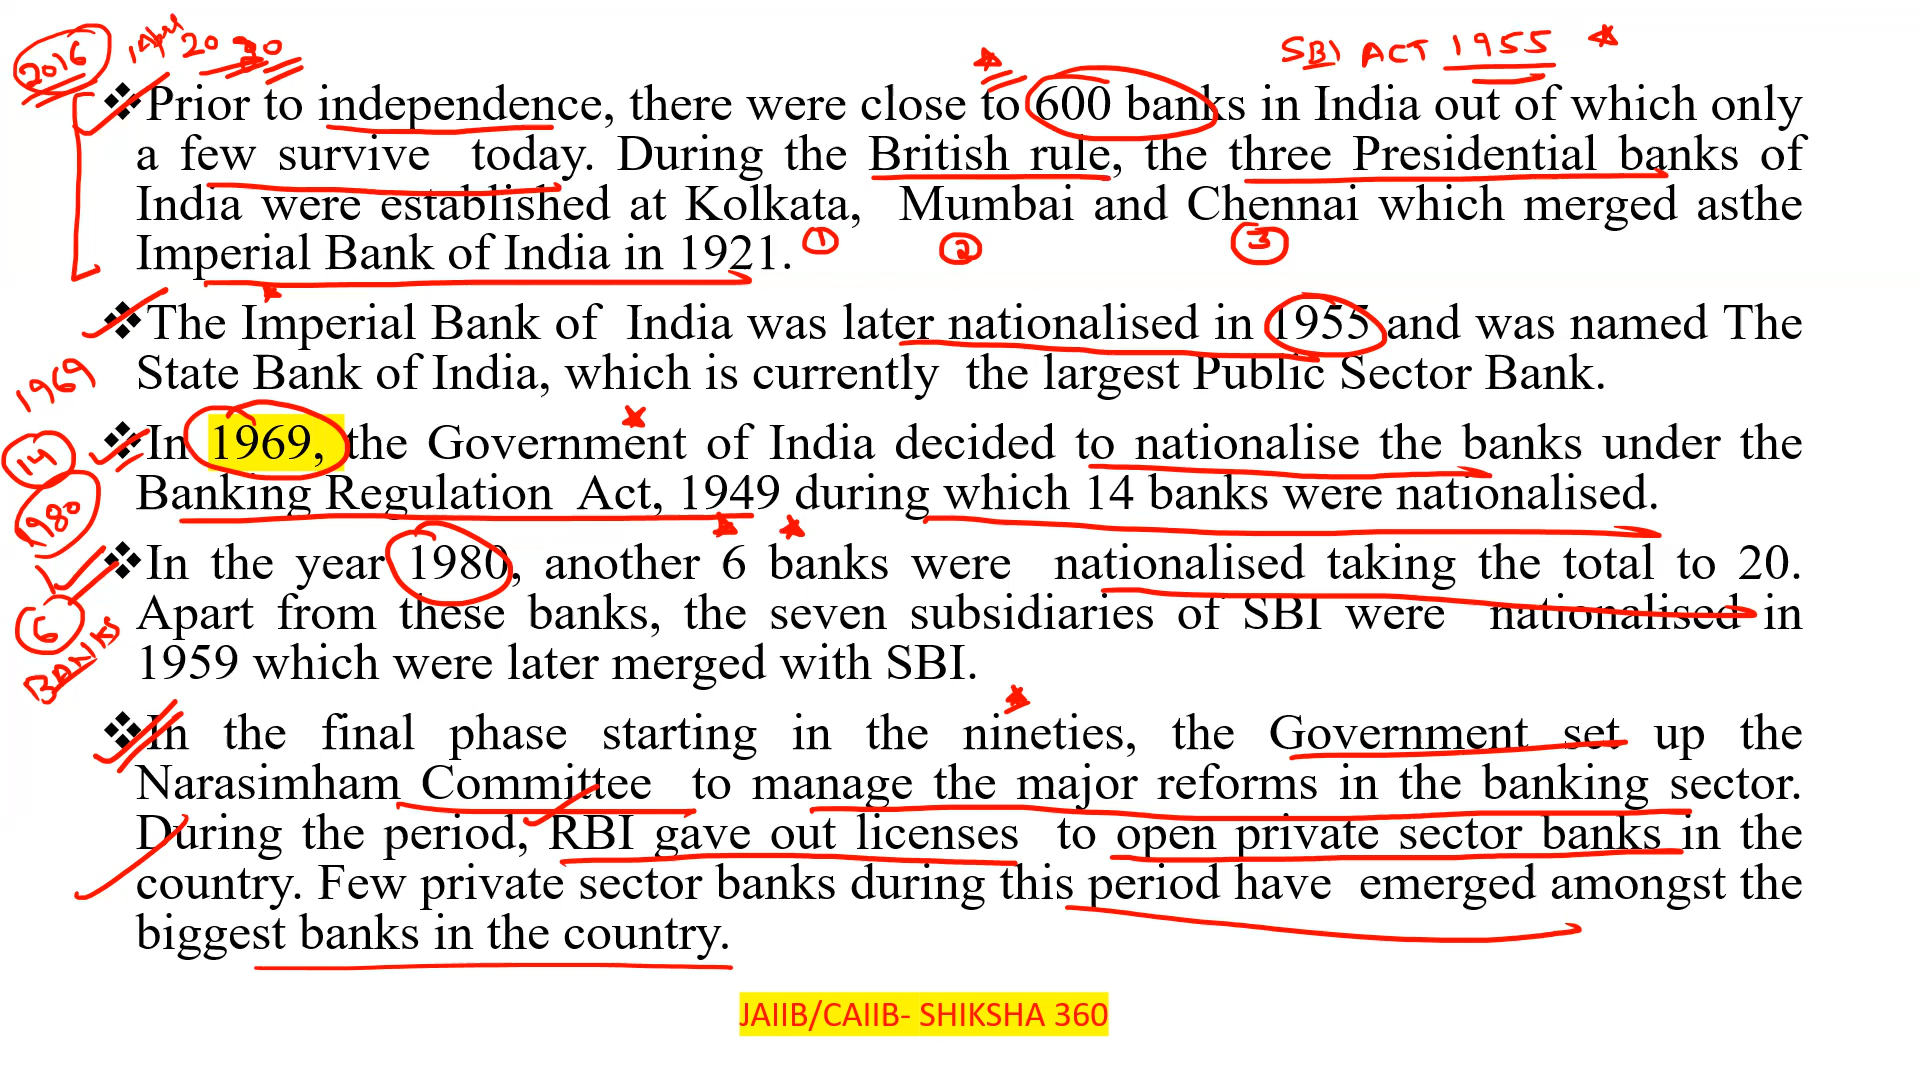 2016 1 April 20 20
SBI ACT 1955
❖Prior to independence, there were close to 600 banks in India out of which only
a few survive today. During the British rule, the three Presidential banks of
India were established at Kolkata, Mumbai and Chennai which merged asthe
1 2 3
Imperial Bank of India in 1921.
❖The Imperial Bank of India was later nationalised in 1955 and was named The
State Bank of India, which is currently the largest Public Sector Bank.
1969
❖In 1969, the Government of India decided to nationalise the banks under the
14
Banking Regulation Act, 1949 during which 14 banks were nationalised.
1980
❖In the year 1980, another 6 banks were nationalised taking the total to 20.
6
Apart from these banks, the seven subsidiaries of SBI were nationalised in
BANKS
1959 which were later merged with SBI.
❖In the final phase starting in the nineties, the Government set up the
Narasimham Committee to manage the major reforms in the banking sector.
During the period, RBI gave out licenses to open private sector banks in the
country. Few private sector banks during this period have emerged amongst the
biggest banks in the country.
JAIIB/CAIIB- SHIKSHA 360